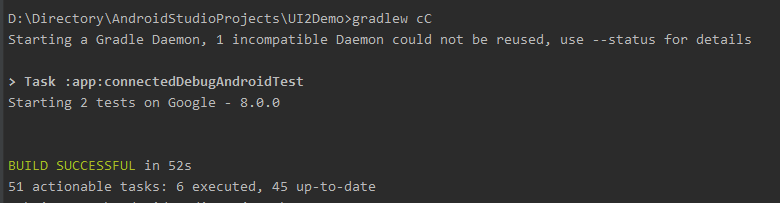 D:\Directory\AndroidStudioProjects\UI2Demo>gradlew cC
Starting a Gradle Daemon, 1 incompatible Daemon could not be reused, use --status for details
> Task :app:connectedDebugAndroidTest
Starting 2 tests on Google - 8.0.0
BUILD SUCCESSFUL in 52s
51 actionable tasks: 6 executed, 45 up-to-date